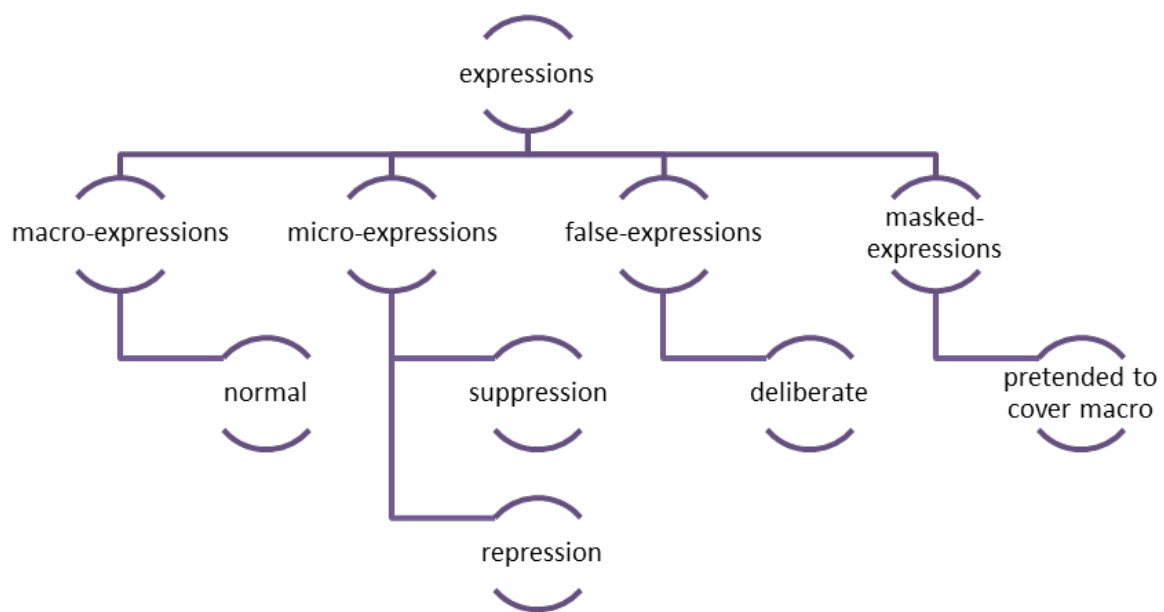 expressions
macro-expressions
micro-expressions
false-expressions
masked-
expressions
normal
suppression
deliberate
pretended to
cover macro
repression